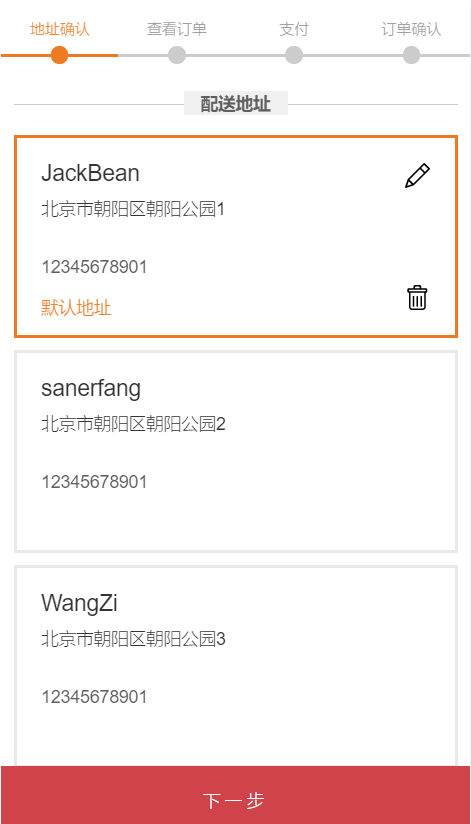 地址确认 查看订单 支付 订单确认
配送地址
JackBean
北京市朝阳区朝阳公园1
12345678901
默认地址
sanerfang
北京市朝阳区朝阳公园2
12345678901
WangZi
北京市朝阳区朝阳公园3
12345678901
下一步